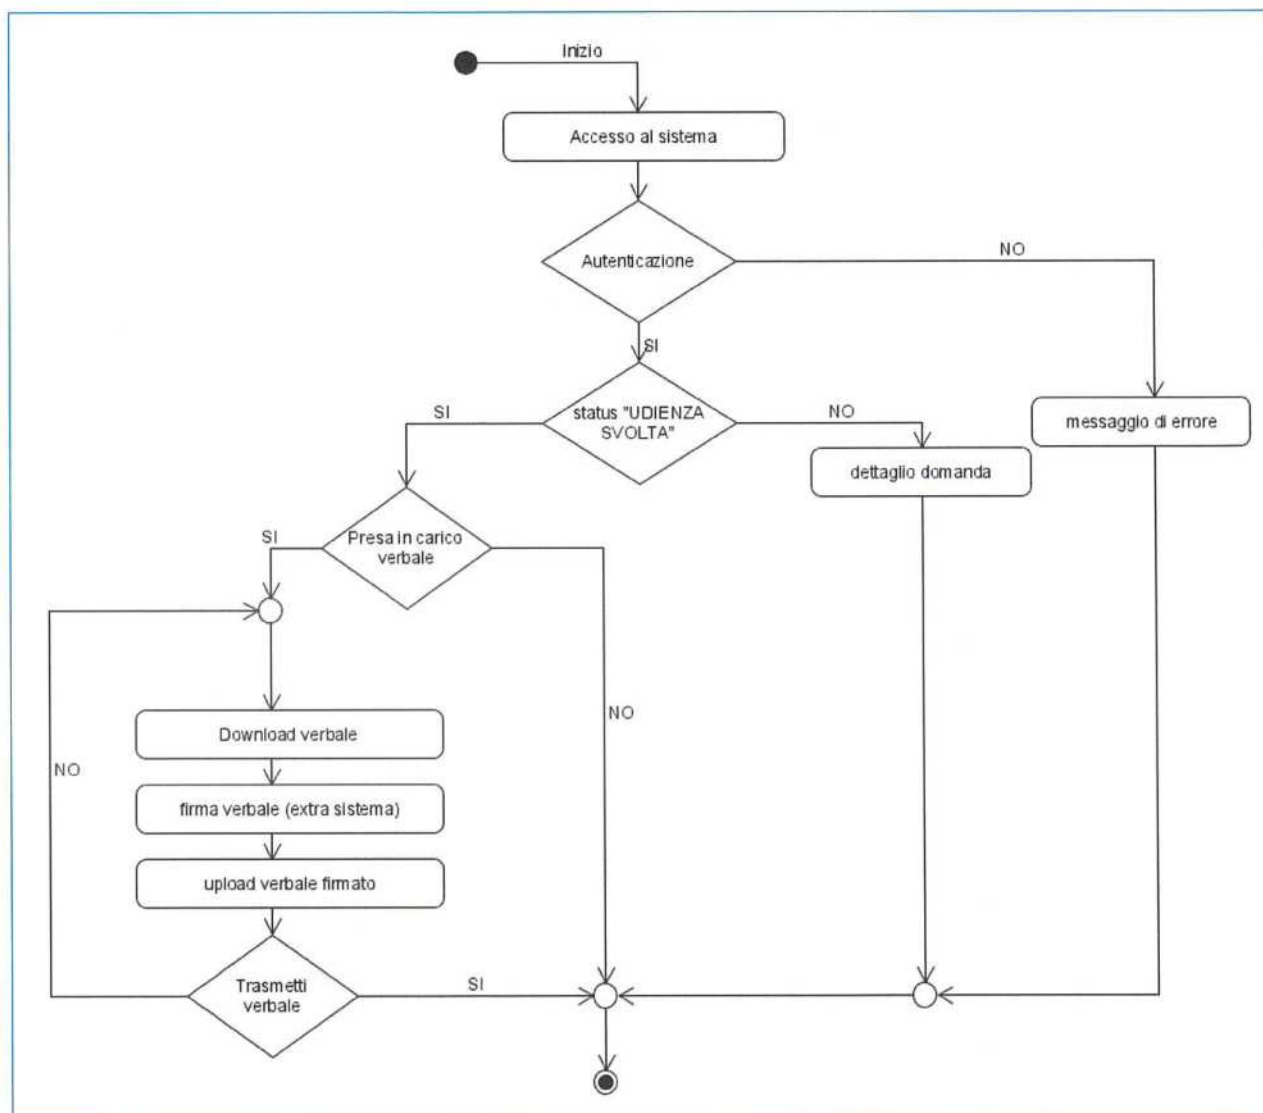 Inizio
Accesso al sistema
Autenticazione
NO
SI
status "UDIENZA
SVOLTA"
SI
NO
messaggio di errore
dettaglio domanda
Presa in carico
verbale
SI
NO
Download verbale
NO
firma verbale (extra sistema)
upload verbale firmato
Trasmetti
verbale
SI